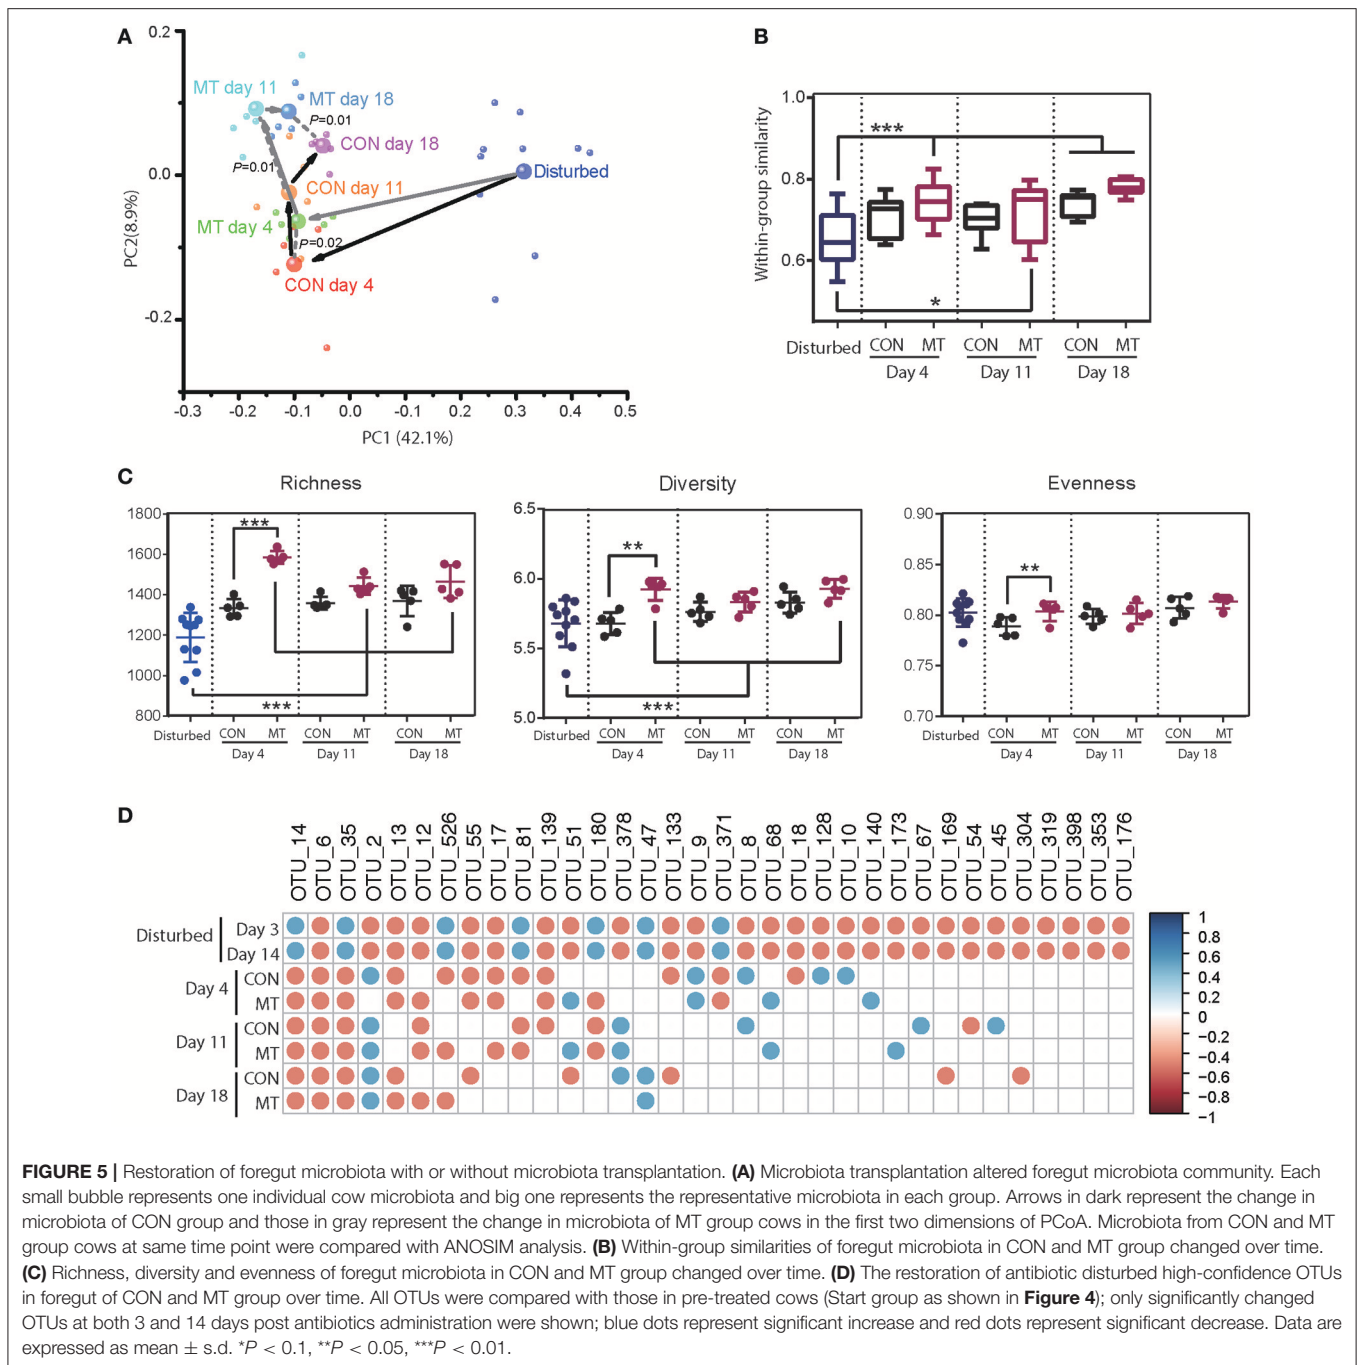 A
0.2
0.0
-0.2
PC2(8.9%)
MT day 11
MT day 18
P=0.01
CON day 18
P=0.01
CON day 11
MT day 4
P=0.02
CON day 4
Disturbed
-0.3 -0.2 -0.1 0.0 -0.1 0.2 0.3 0.4 0.5
PC1 (42.1%)
B
1.0
0.8
0.6
Within-group similarity
***
*
Disturbed CON MT CON MT CON MT
Day 4 Day 11 Day 18
C
Richness
1800
1600
1400
1200
1000
800
***
***
Disturbed CON MT CON MT CON MT
Day 4 Day 11 Day 18
Diversity
6.5
6.0
5.5
5.0
**
***
Disturbed CON MT CON MT CON MT
Day 4 Day 11 Day 18
Evenness
0.90
0.85
0.80
0.75
0.70
**
Disturbed CON MT CON MT CON MT
Day 4 Day 11 Day 18
D
OTU_14
OTU_6
OTU_35
OTU_2
OTU_13
OTU_12
OTU_526
OTU_55
OTU_17
OTU_81
OTU_139
OTU_51
OTU_180
OTU_378
OTU_47
OTU_133
OTU_9
OTU_371
OTU_8
OTU_68
OTU_18
OTU_128
OTU_10
OTU_140
OTU_173
OTU_67
OTU_169
OTU_54
OTU_45
OTU_304
OTU_319
OTU_398
OTU_353
OTU_176
Disturbed
Day 3
Day 14
Day 4
CON
MT
Day 11
CON
MT
Day 18
CON
MT
1
0.8
0.6
0.4
0.2
0
−0.2
−0.4
−0.6
−0.8
−1
FIGURE 5 | Restoration of foregut microbiota with or without microbiota transplantation. (A) Microbiota transplantation altered foregut microbiota community. Each
small bubble represents one individual cow microbiota and big one represents the representative microbiota in each group. Arrows in dark represent the change in
microbiota of CON group and those in gray represent the change in microbiota of MT group cows in the first two dimensions of PCoA. Microbiota from CON and MT
group cows at same time point were compared with ANOSIM analysis. (B) Within-group similarities of foregut microbiota in CON and MT group changed over time.
(C) Richness, diversity and evenness of foregut microbiota in CON and MT group changed over time. (D) The restoration of antibiotic disturbed high-confidence OTUs
in foregut of CON and MT group over time. All OTUs were compared with those in pre-treated cows (Start group as shown in Figure 4); only significantly changed
OTUs at both 3 and 14 days post antibiotics administration were shown; blue dots represent significant increase and red dots represent significant decrease. Data are
expressed as mean ± s.d. *P < 0.1, **P < 0.05, ***P < 0.01.